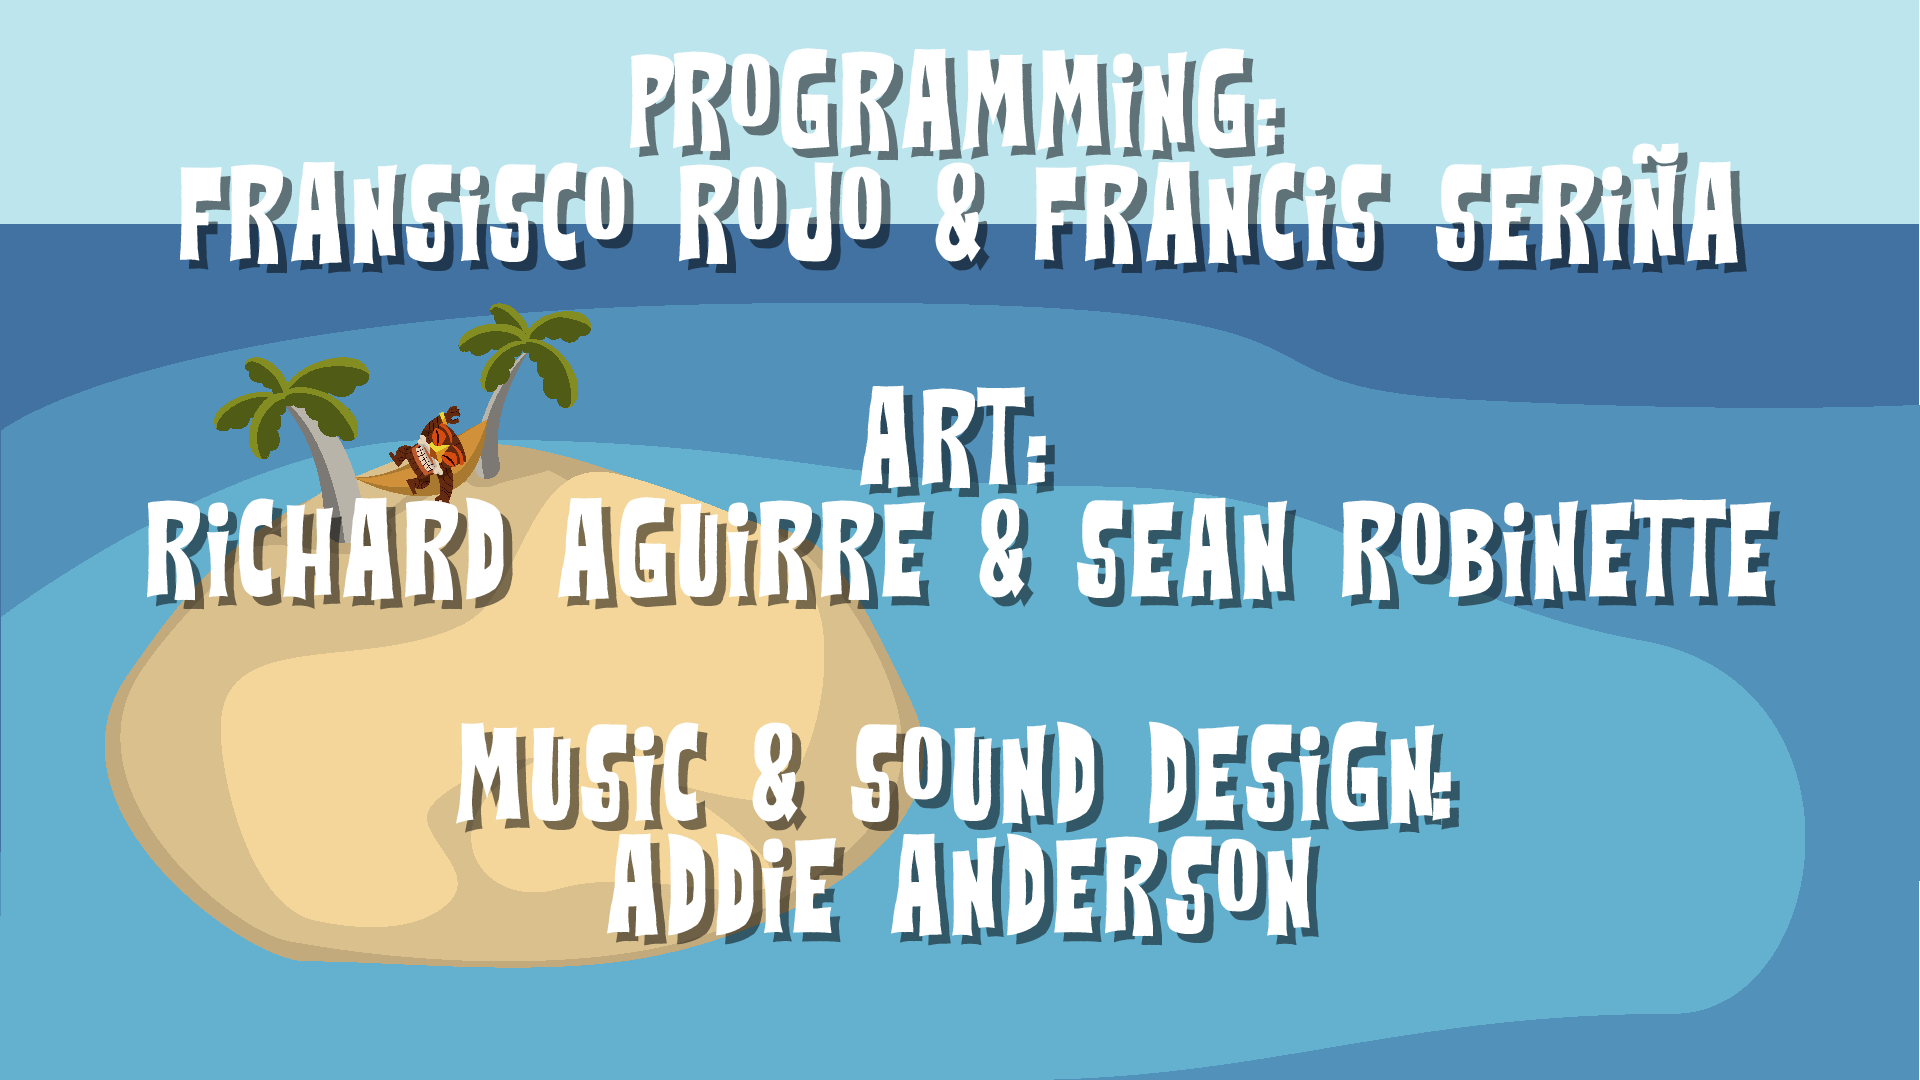 PROGRAMMiNG:
FRANSiSCO ROJO & FRANCiS SERiÑA
ART:
RiCHARD AGUiRRE & SEAN ROBiNETTE
MUSiC & SOUND DESiGN:
ADDiE ANDERSON